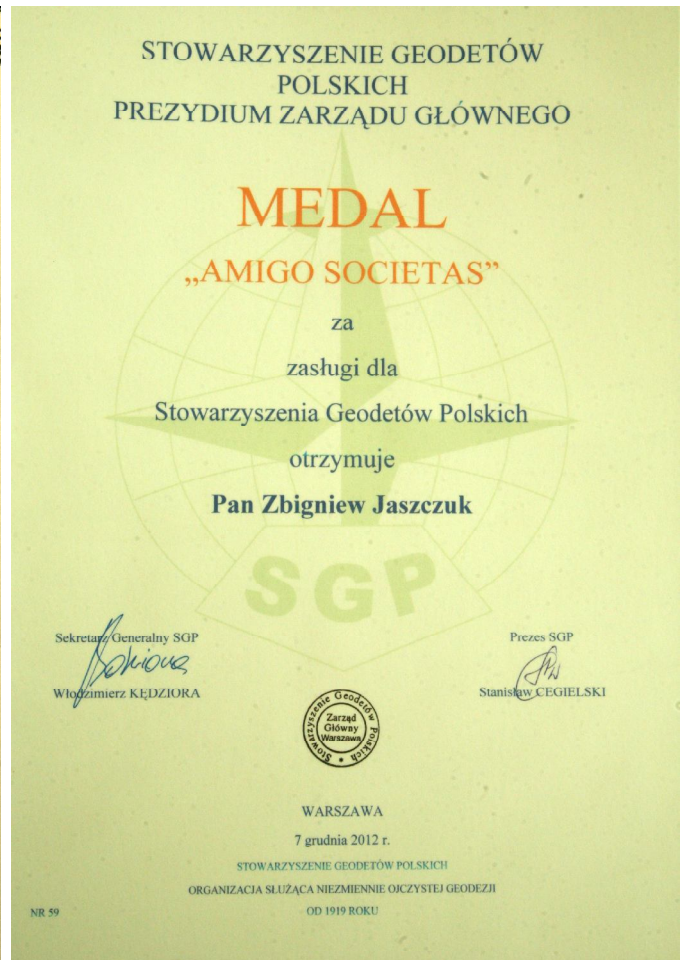 STOWARZYSZENIE GEODETÓW
POLSKICH
PREZYDIUM ZARZĄDU GŁÓWNEGO
MEDAL
„AMIGO SOCIETAS”
za
zasługi dla
Stowarzyszenia Geodetów Polskich
otrzymuje
Pan Zbigniew Jaszczuk
SGP
Sekretarz Generalny SGP
Włodzimierz KĘDZIORA
Prezes SGP
Stanisław CEGIELSKI
Stowarzyszenie Geodetów Polskich
Zarząd
Główny
Warszawa
WARSZAWA
7 grudnia 2012 r.
STOWARZYSZENIE GEODETÓW POLSKICH
ORGANIZACJA SŁUŻĄCA NIEZMIENNIE OJCZYSTEJ GEODEZJI
OD 1919 ROKU
NR 59